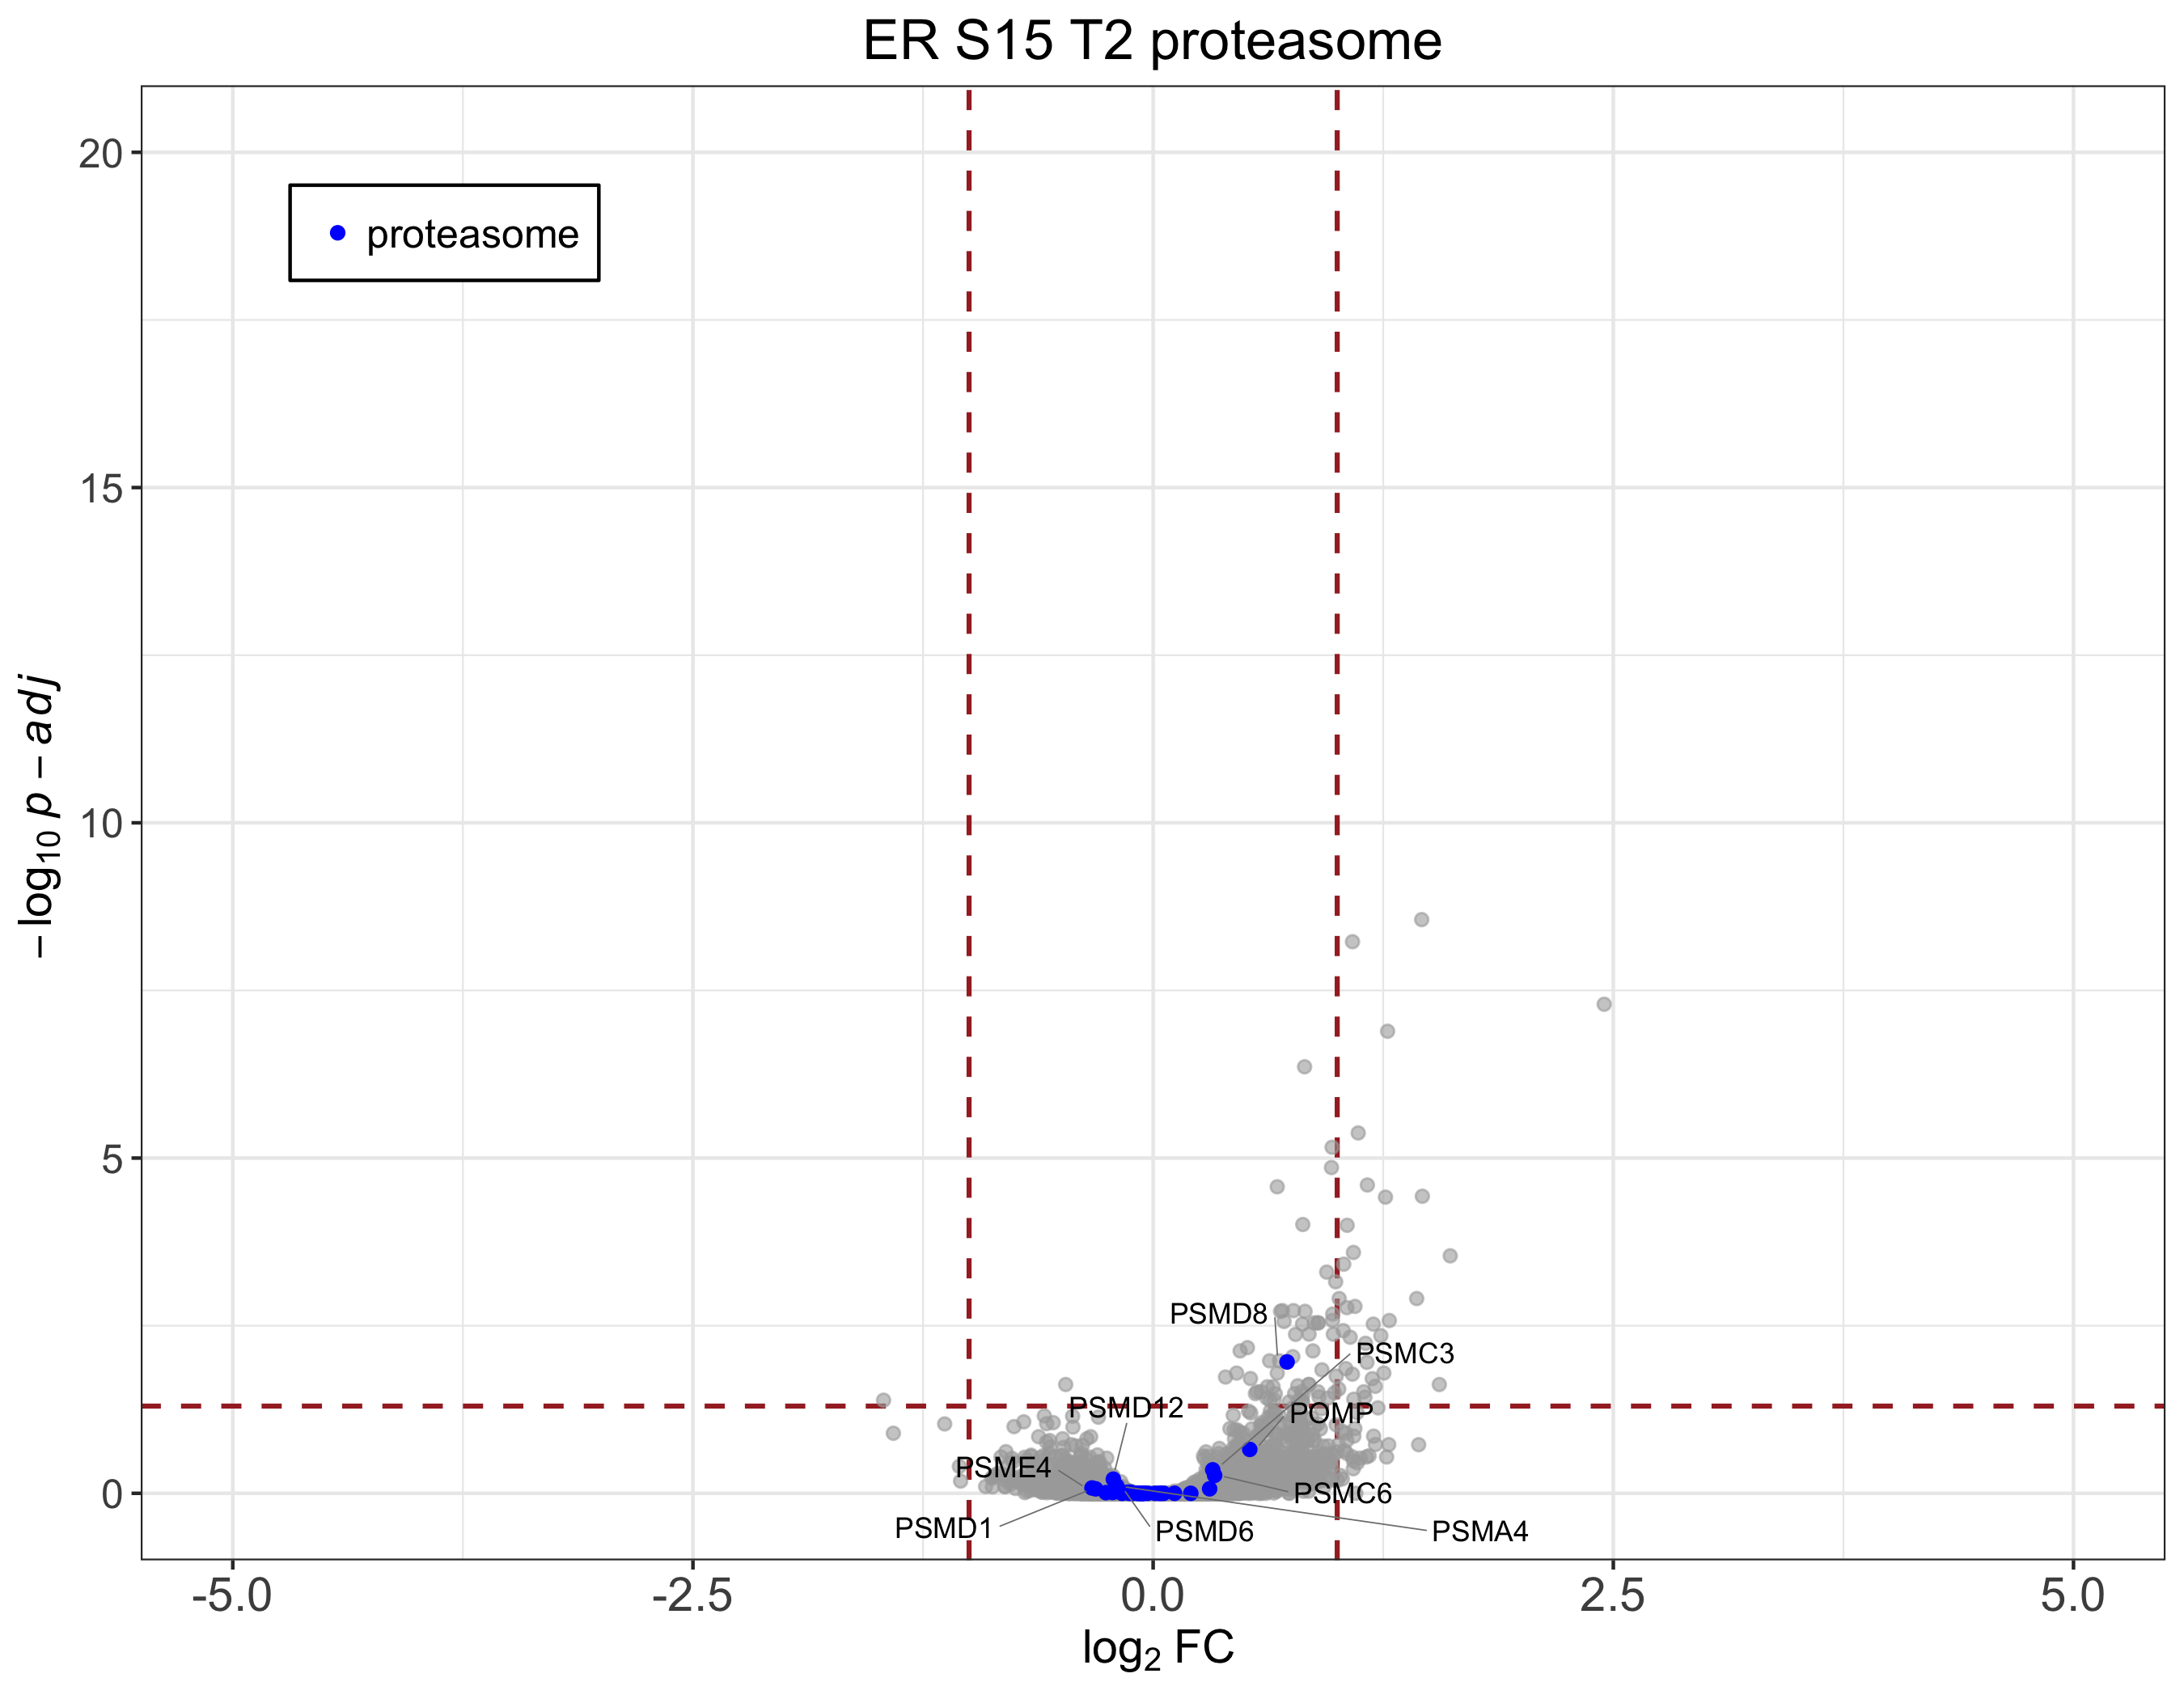 ER S15 T2 proteasome
20
15
10
5
0
−log10 p − adj
proteasome
PSMD8
PSMC3
PSMD12
POMP
PSME4
PSMC6
PSMD1
PSMD6
PSMA4
-5.0
-2.5
0.0
2.5
5.0
log2 FC